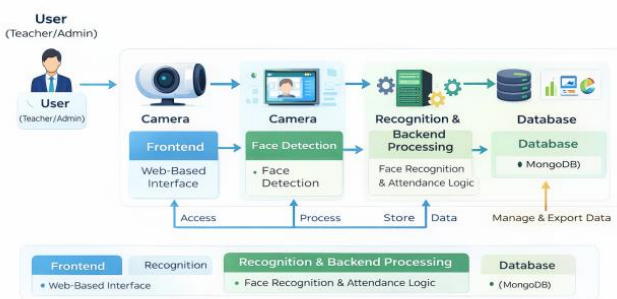 User
(Teacher/Admin)
User
(Teacher/Admin)
Camera
Camera
Recognition &
Backend
Processing
Database
Frontend
Web-Based
Interface
Face Detection
• Face
Detection
Face Recognition
& Attendance Logic
Database
• MongoDB)
Access
Process
Store
Data
Manage & Export Data
Frontend
Recognition
Recognition & Backend Processing
Database
• Web-Based Interface
• Face Recognition & Attendance Logic
• (MongoDB)